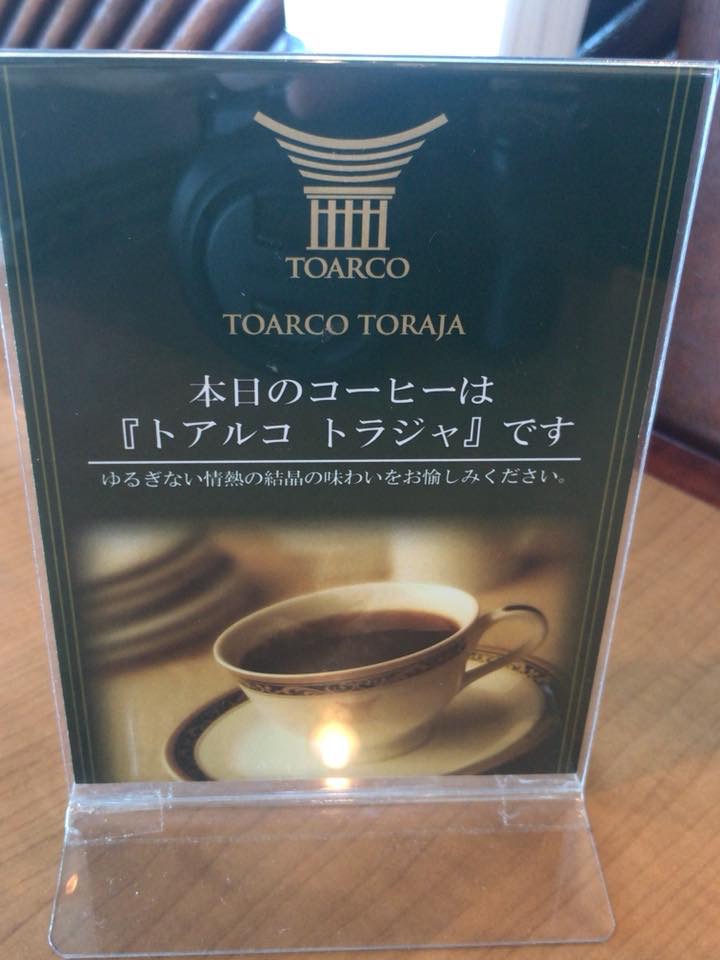 TOARCO
TOARCO TORAJA
本日のコーヒーは
『トアルコ トラジャ』です
ゆるぎない情熱の結晶の味わいをお愉しみください。